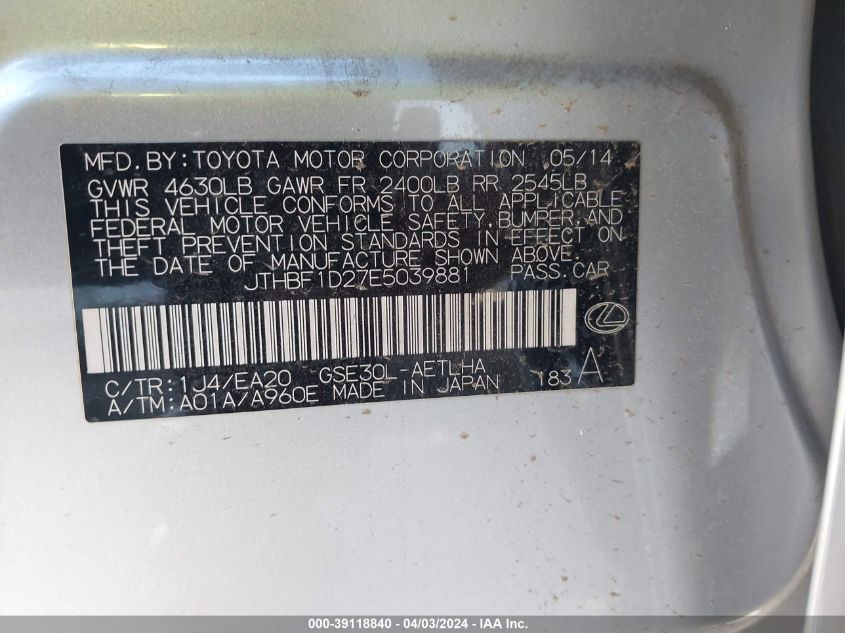 MFD. BY: TOYOTA MOTOR CORPORATION 05/14
GVWR 4630LB GAWR FR 2400LB RR 2545LB
THIS VEHICLE CONFORMS TO ALL APPLICABLE
FEDERAL MOTOR VEHICLE SAFETY, BUMPER, AND
THEFT PREVENTION STANDARDS IN EFFECT ON
THE DATE OF MANUFACTURE SHOWN ABOVE.
JTHBF1D27E5039881 PASS. CAR
C/TR: 1J4/EA20 GSE30L-AETLHA
A/TM: A01A/A960E MADE IN JAPAN 183 A
000-39118840 - 04/03/2024 - IAA Inc.